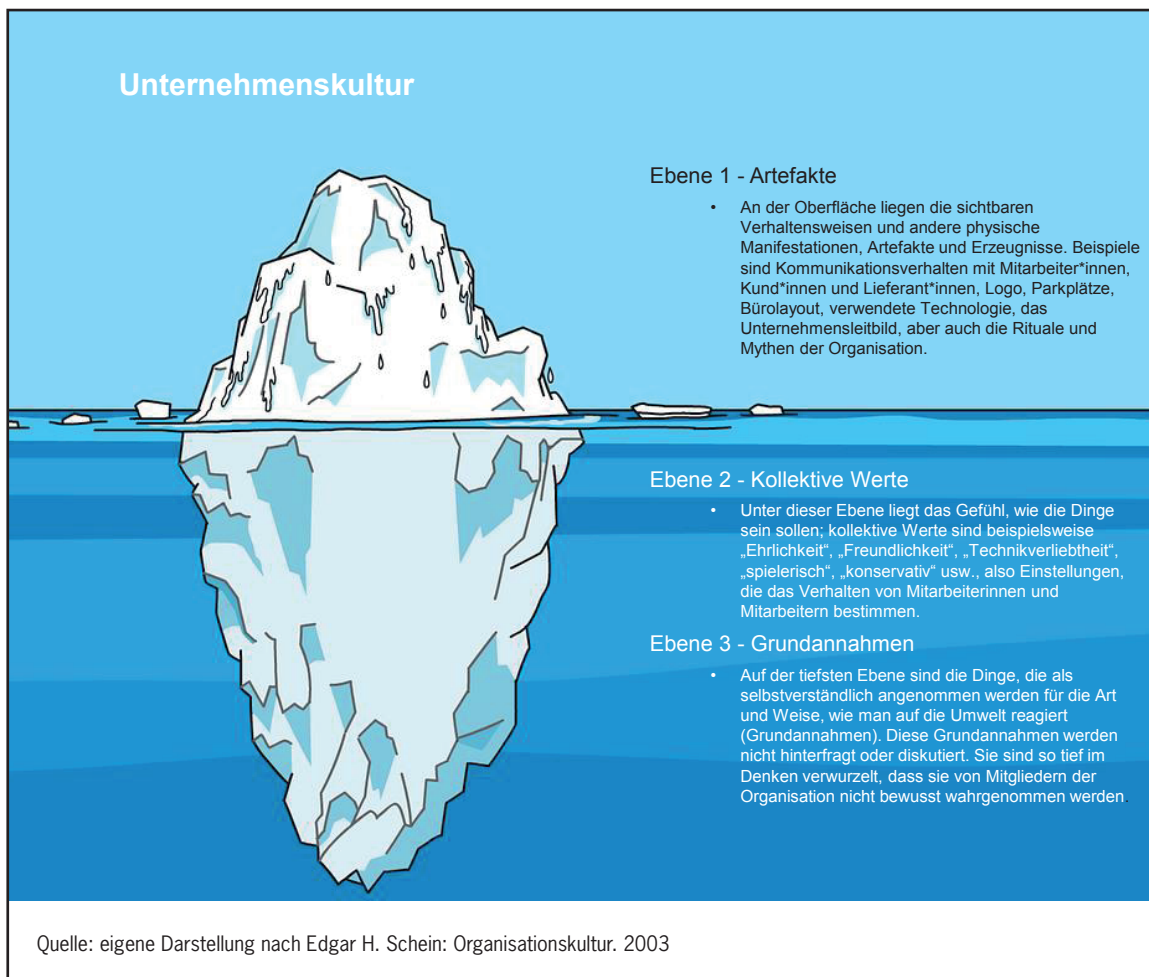 Unternehmenskultur
Ebene 1 - Artefakte
• An der Oberfläche liegen die sichtbaren
Verhaltensweisen und andere physische
Manifestationen, Artefakte und Erzeugnisse. Beispiele
sind Kommunikationsverhalten mit Mitarbeiter*innen,
Kund*innen und Lieferant*innen, Logo, Parkplätze,
Bürolayout, verwendete Technologie, das
Unternehmensleitbild, aber auch die Rituale und
Mythen der Organisation.
Ebene 2 - Kollektive Werte
• Unter dieser Ebene liegt das Gefühl, wie die Dinge
sein sollen; kollektive Werte sind beispielsweise
„Ehrlichkeit“, „Freundlichkeit“, „Technikverliebtheit“,
„spielerisch“, „konservativ“ usw., also Einstellungen,
die das Verhalten von Mitarbeiterinnen und
Mitarbeitern bestimmen.
Ebene 3 - Grundannahmen
• Auf der tiefsten Ebene sind die Dinge, die als
selbstverständlich angenommen werden für die Art
und Weise, wie man auf die Umwelt reagiert
(Grundannahmen). Diese Grundannahmen werden
nicht hinterfragt oder diskutiert. Sie sind so tief im
Denken verwurzelt, dass sie von Mitgliedern der
Organisation nicht bewusst wahrgenommen werden.
Quelle: eigene Darstellung nach Edgar H. Schein: Organisationskultur. 2003